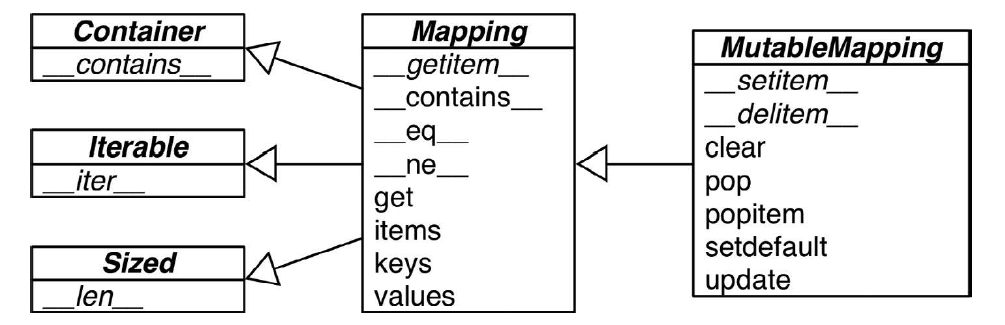 Container
__contains__
Iterable
__iter__
Sized
__len__
Mapping
__getitem__
__contains__
__eq__
__ne__
get
items
keys
values
MutableMapping
__setitem__
__delitem__
clear
pop
popitem
setdefault
update